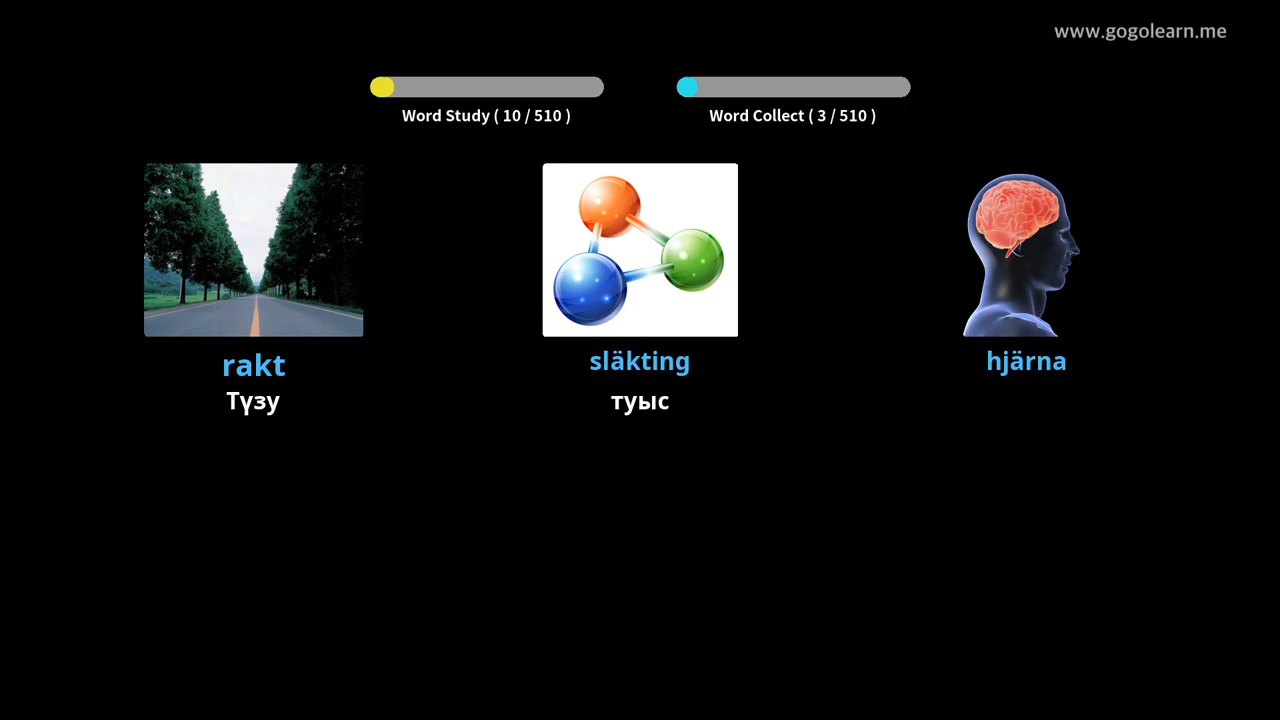 www.gogolearn.me
Word Study ( 10 / 510 )
Word Collect ( 3 / 510 )
rakt
släkting
hjärna
Түзу
туыс